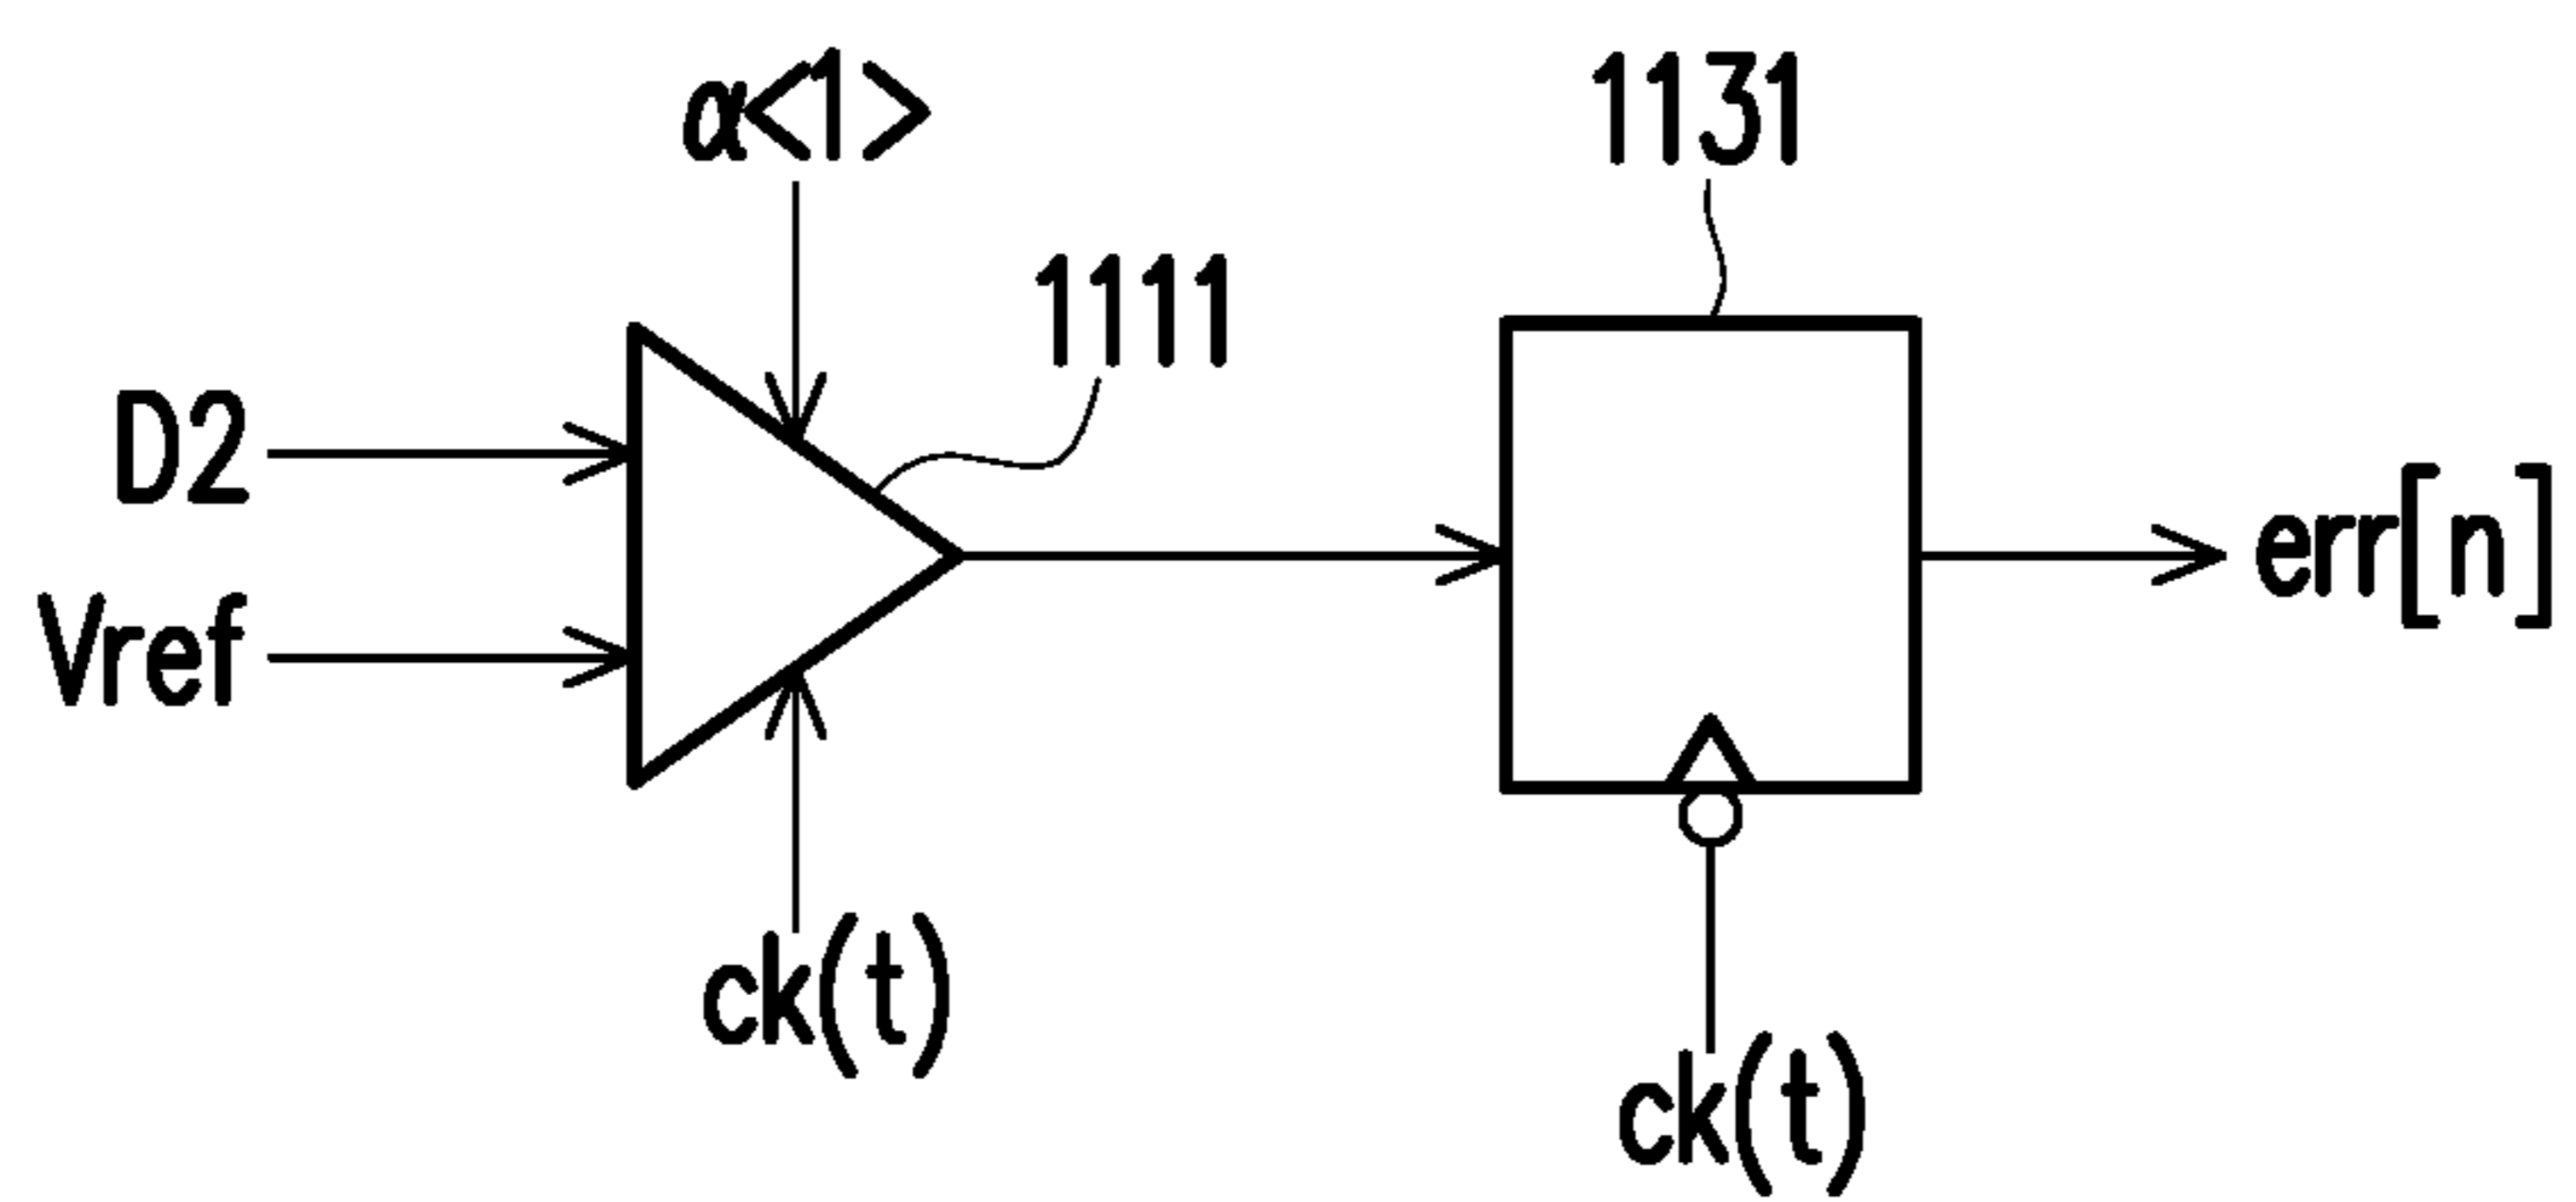 α<1>
1131
1111
D2
Vref
err[n]
ck(t)
ck(t)